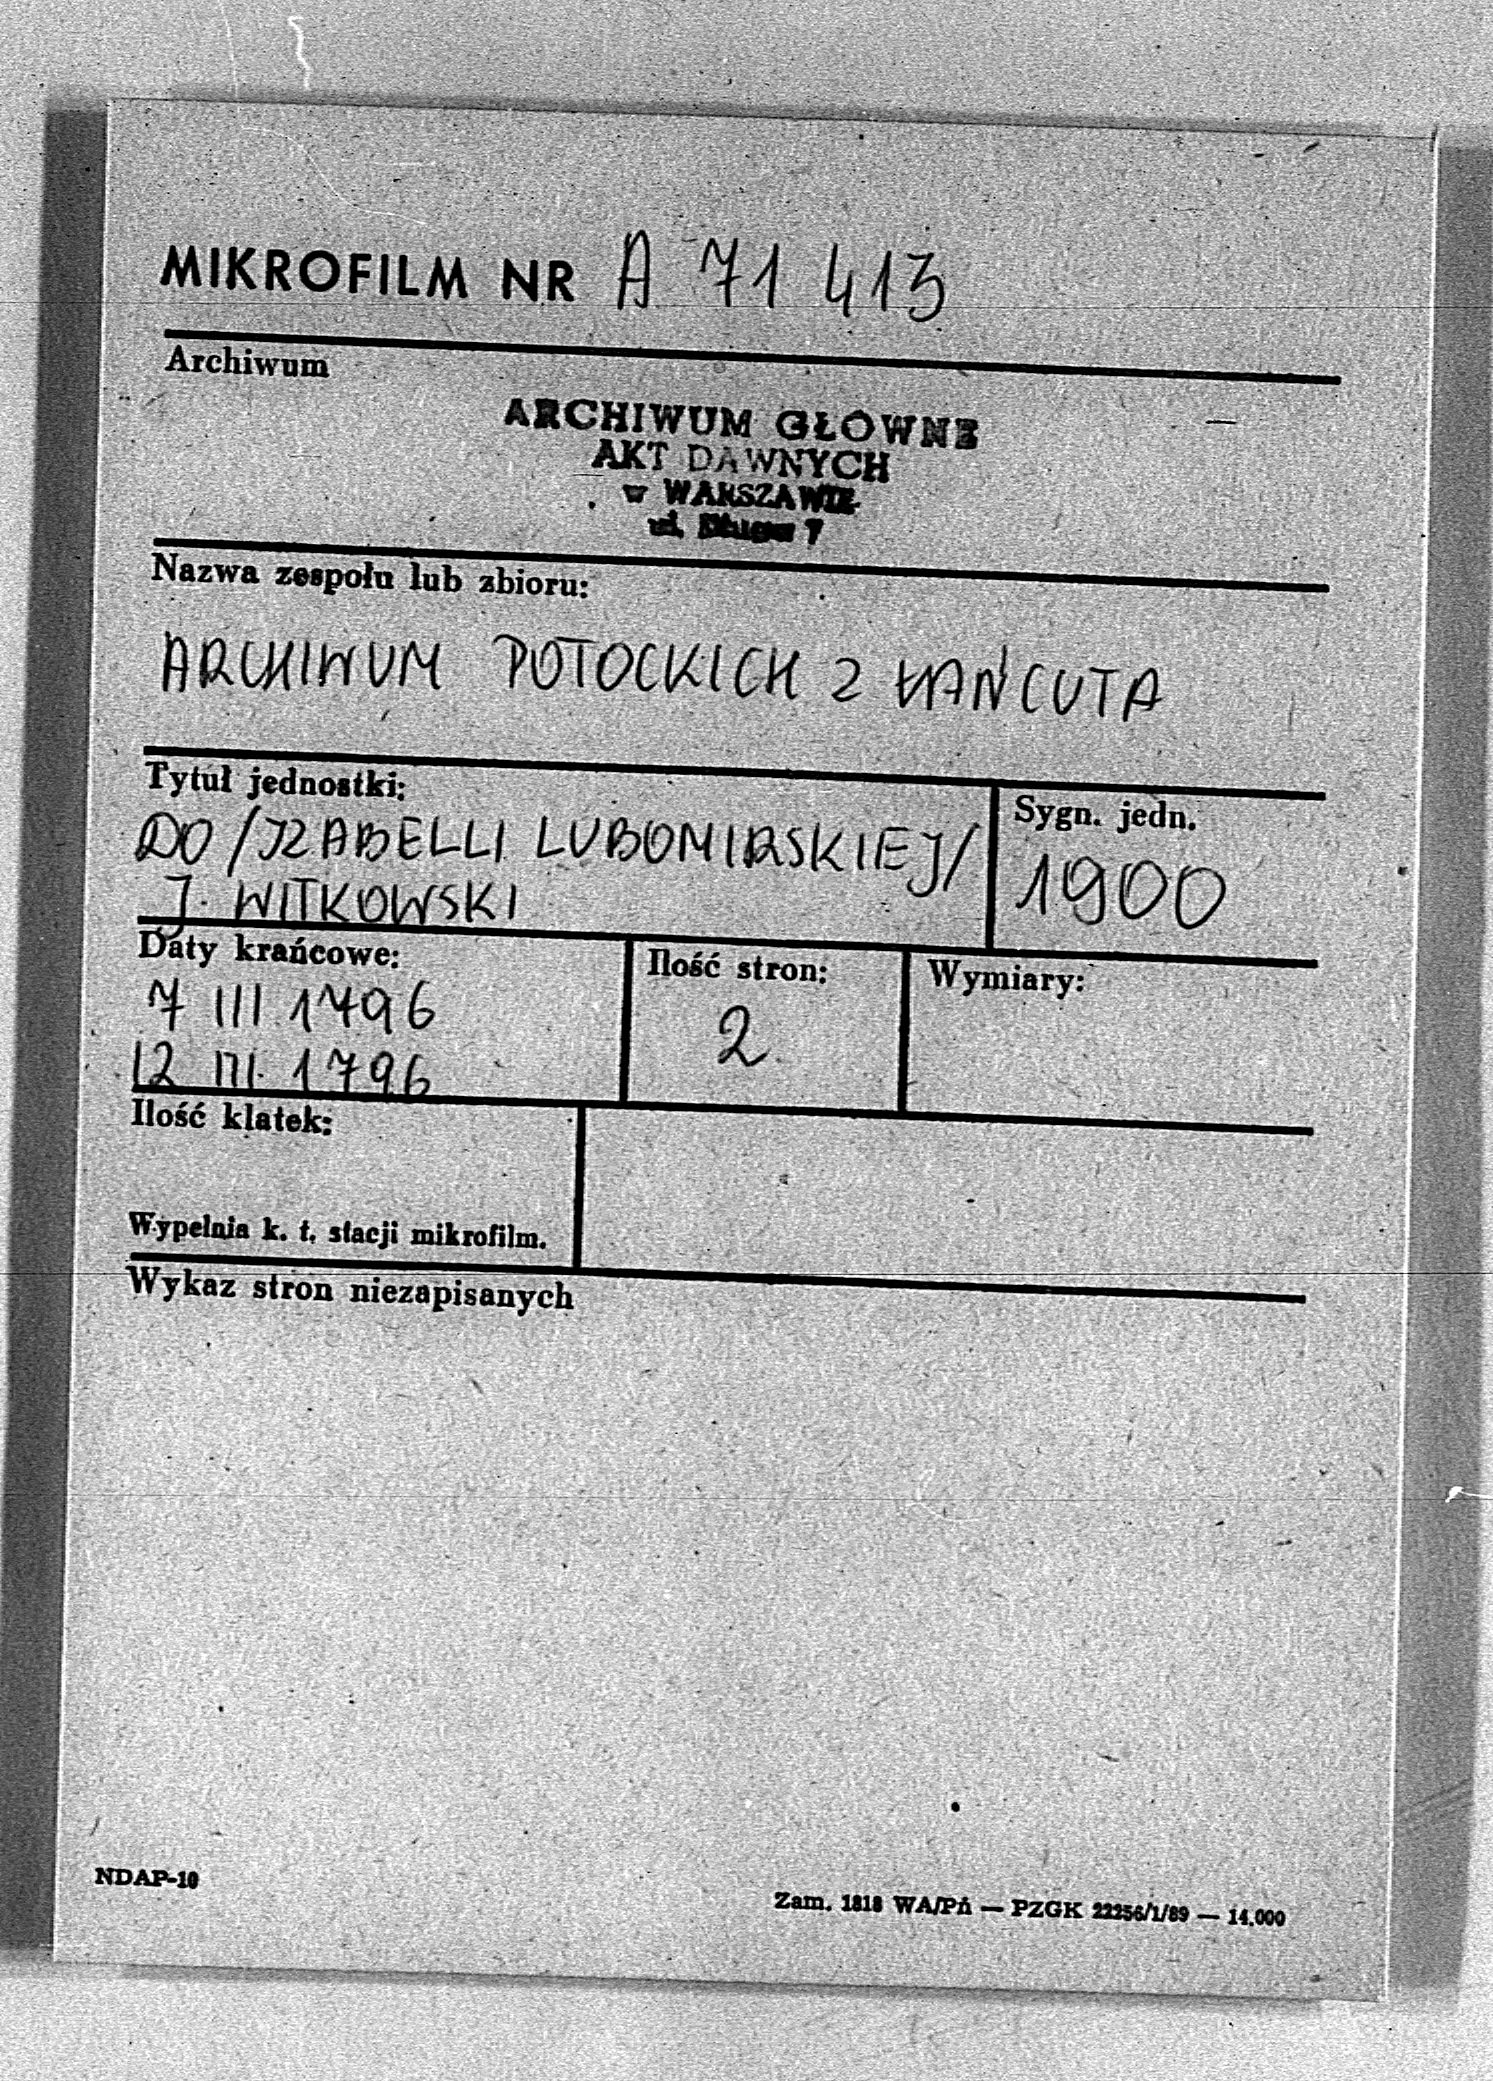 MIKROFILM NR A 71 413
Archiwum
ARCHIWUM GŁÓWNE
AKT DAWNYCH
w WARSZAWIE
ul. Długa 7
Nazwa zespołu lub zbioru:
ARCHIWUM POTOCKICH Z ŁAŃCUTA
Tytuł jednostki:
DO /IZABELLI LUBOMIRSKIEJ/
J. WITKOWSKI
Sygn. jedn.
1900
Daty krańcowe:
7 III 1796
12 III. 1796
Ilość stron:
2
Wymiary:
Ilość klatek:
Wypełnia k. t. stacji mikrofilm.
Wykaz stron niezapisanych
NDAP-10
Zam. 1818 WA/Pń — PZGK 22256/1/89 — 14.000